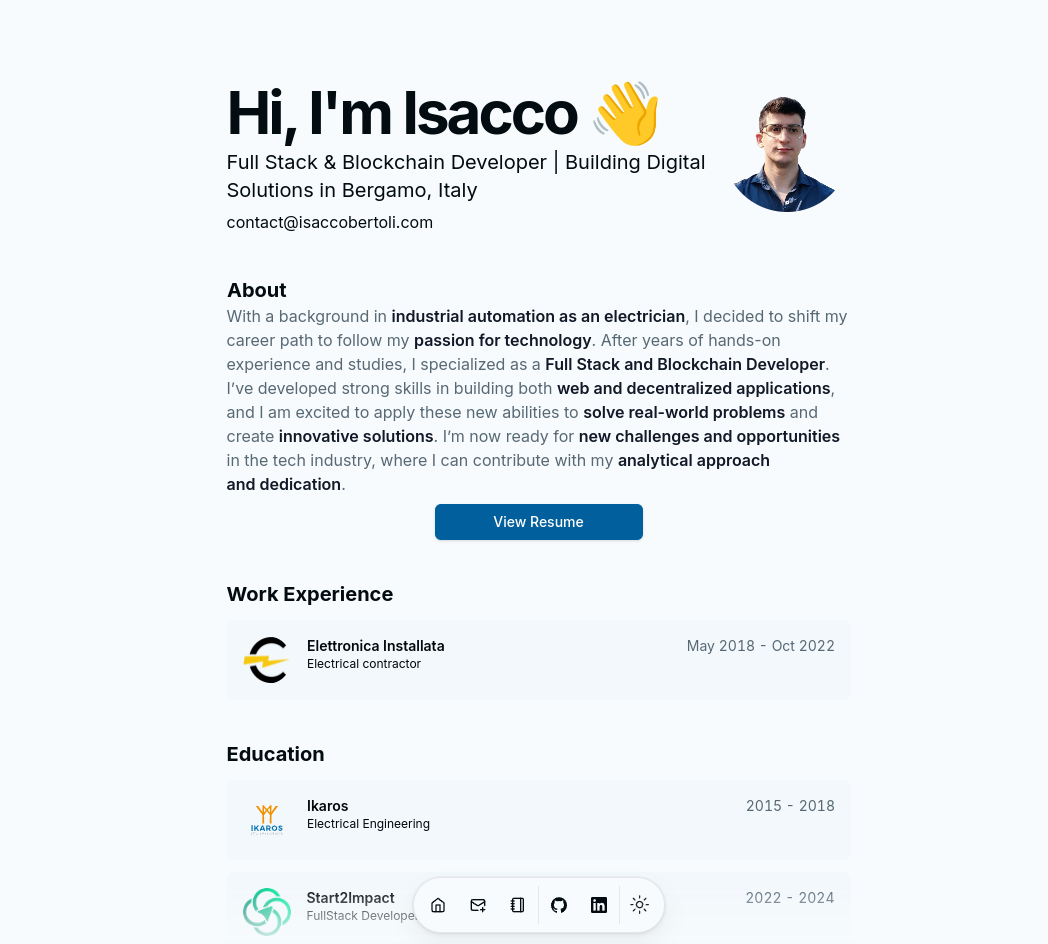 Hi, I'm Isacco 👋
Full Stack & Blockchain Developer | Building Digital
Solutions in Bergamo, Italy
contact@isaccobertoli.com
About
With a background in industrial automation as an electrician, I decided to shift my
career path to follow my passion for technology. After years of hands-on
experience and studies, I specialized as a Full Stack and Blockchain Developer.
I’ve developed strong skills in building both web and decentralized applications,
and I am excited to apply these new abilities to solve real-world problems and
create innovative solutions. I’m now ready for new challenges and opportunities
in the tech industry, where I can contribute with my analytical approach
and dedication.
View Resume
Work Experience
Elettronica Installata
May 2018 - Oct 2022
Electrical contractor
Education
IKAROS
Ikaros
2015 - 2018
Electrical Engineering
Start2Impact
2022 - 2024
FullStack